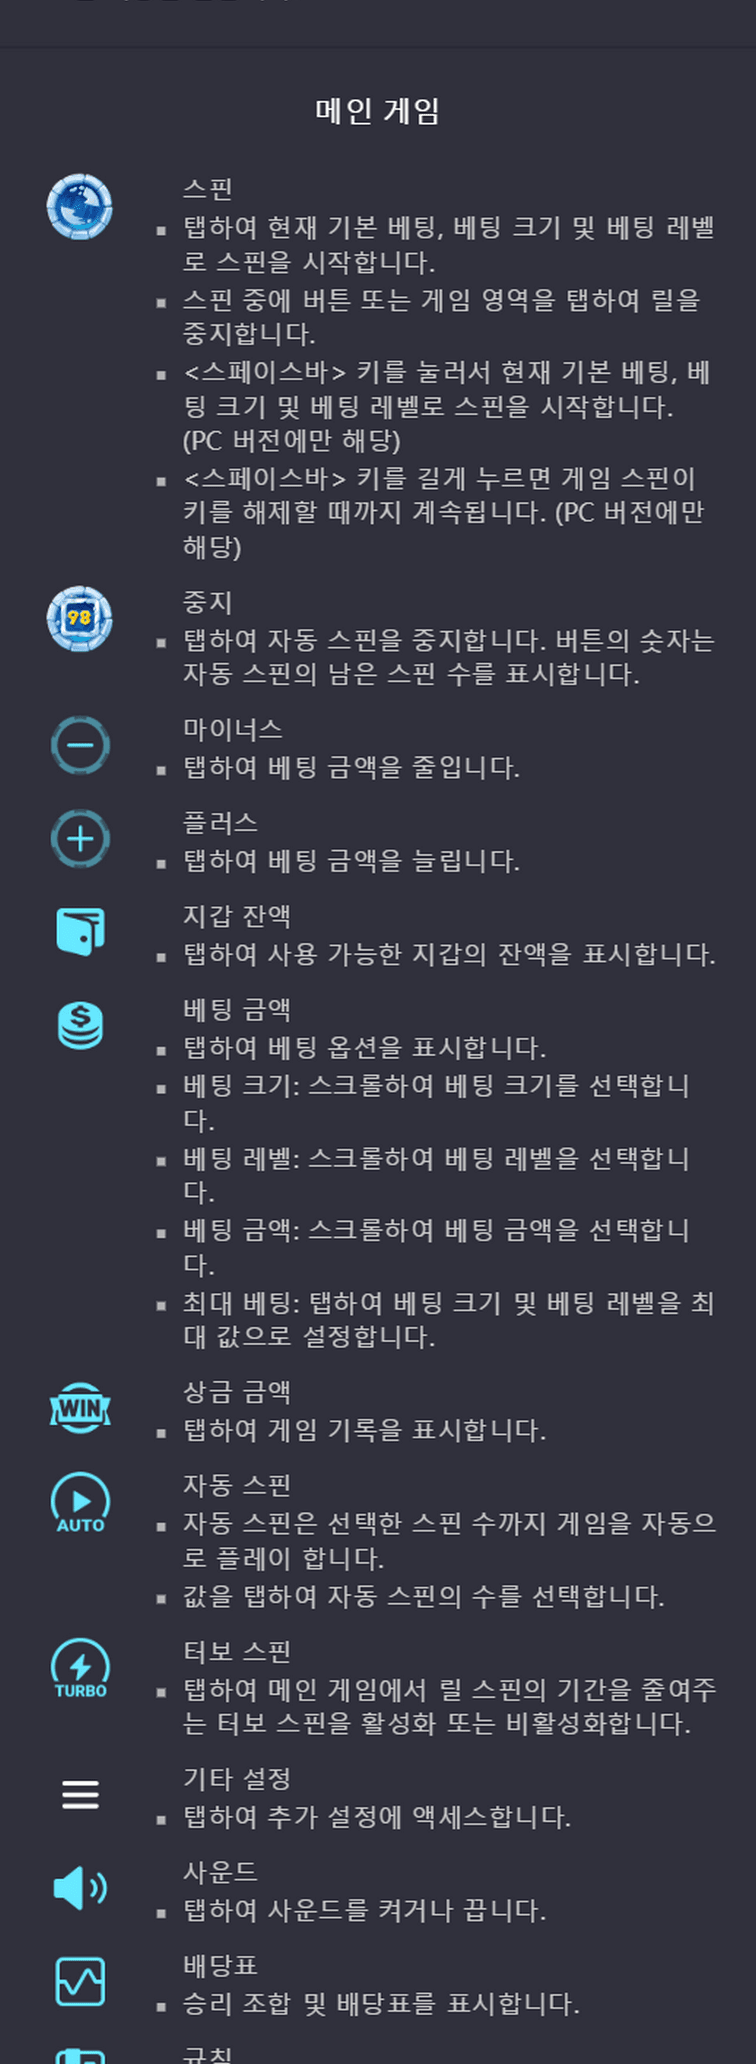 메인 게임
스핀
▪ 탭하여 현재 기본 베팅, 베팅 크기 및 베팅 레벨
로 스핀을 시작합니다.
▪ 스핀 중에 버튼 또는 게임 영역을 탭하여 릴을
중지합니다.
▪ <스페이스바> 키를 눌러서 현재 기본 베팅, 베
팅 크기 및 베팅 레벨로 스핀을 시작합니다.
(PC 버전에만 해당)
▪ <스페이스바> 키를 길게 누르면 게임 스핀이
키를 해제할 때까지 계속됩니다. (PC 버전에만
해당)
98
중지
▪ 탭하여 자동 스핀을 중지합니다. 버튼의 숫자는
자동 스핀의 남은 스핀 수를 표시합니다.
마이너스
▪ 탭하여 베팅 금액을 줄입니다.
플러스
▪ 탭하여 베팅 금액을 늘립니다.
지갑 잔액
▪ 탭하여 사용 가능한 지갑의 잔액을 표시합니다.
$
베팅 금액
▪ 탭하여 베팅 옵션을 표시합니다.
▪ 베팅 크기: 스크롤하여 베팅 크기를 선택합니
다.
▪ 베팅 레벨: 스크롤하여 베팅 레벨을 선택합니
다.
▪ 베팅 금액: 스크롤하여 베팅 금액을 선택합니
다.
▪ 최대 베팅: 탭하여 베팅 크기 및 베팅 레벨을 최
대 값으로 설정합니다.
WIN
상금 금액
▪ 탭하여 게임 기록을 표시합니다.
AUTO
자동 스핀
▪ 자동 스핀은 선택한 스핀 수까지 게임을 자동으
로 플레이 합니다.
▪ 값을 탭하여 자동 스핀의 수를 선택합니다.
TURBO
터보 스핀
▪ 탭하여 메인 게임에서 릴 스핀의 기간을 줄여주
는 터보 스핀을 활성화 또는 비활성화합니다.
기타 설정
▪ 탭하여 추가 설정에 액세스합니다.
사운드
▪ 탭하여 사운드를 켜거나 끕니다.
배당표
▪ 승리 조합 및 배당표를 표시합니다.
규칙